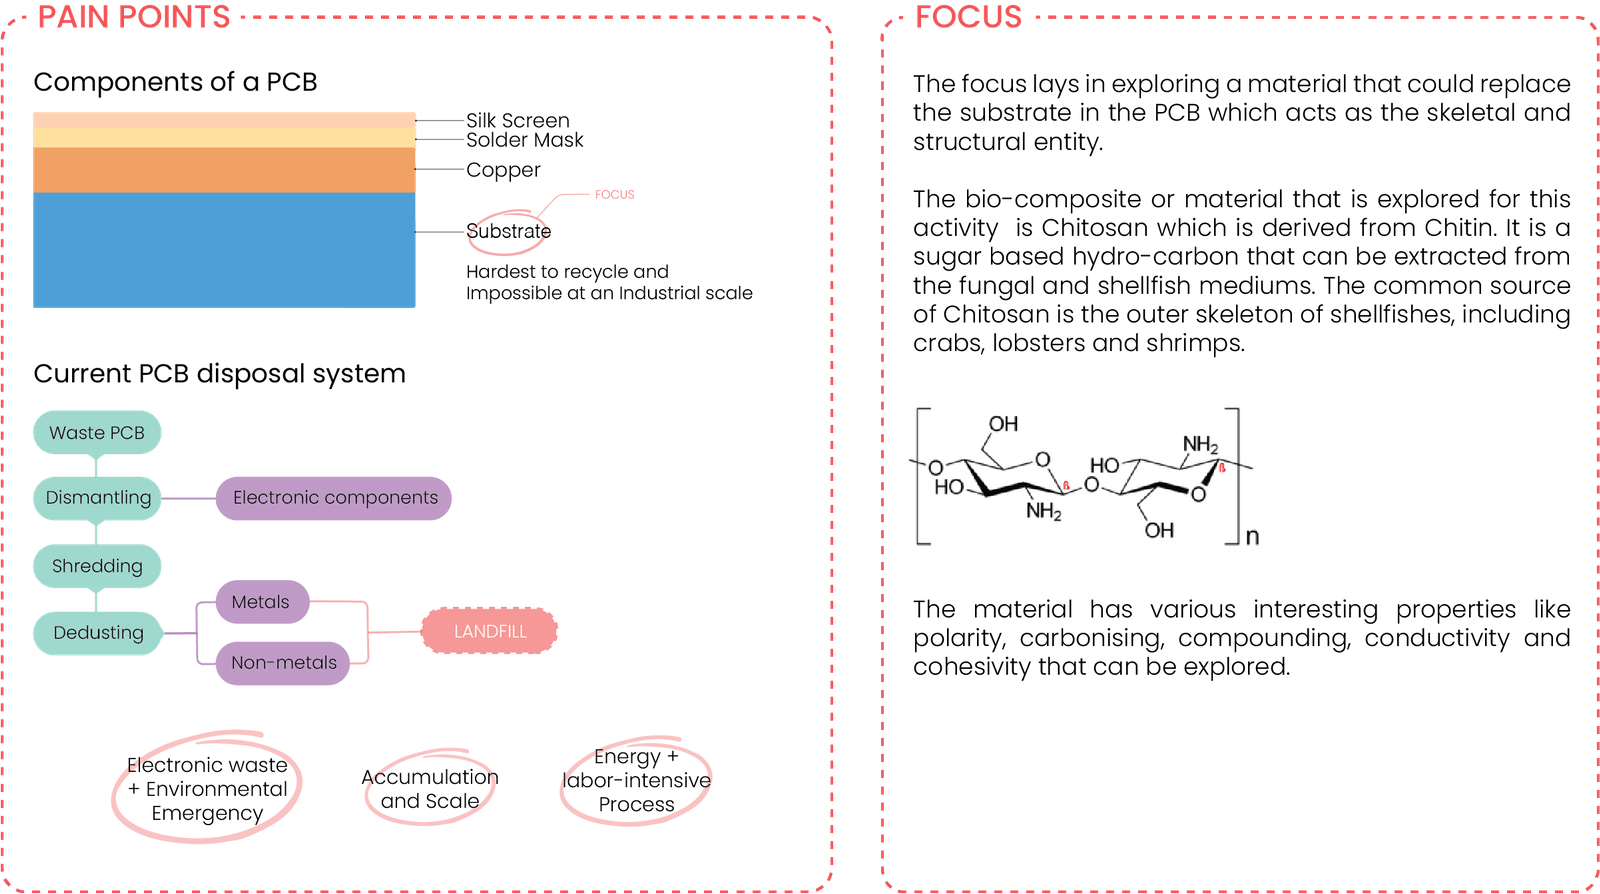 PAIN POINTS
Components of a PCB
Silk Screen
Solder Mask
Copper
FOCUS
Substrate
Hardest to recycle and
Impossible at an Industrial scale
Current PCB disposal system
Waste PCB
Dismantling
Electronic components
Shredding
Metals
Dedusting
LANDFILL
Non-metals
Electronic waste
+ Environmental
Emergency
Accumulation
and Scale
Energy +
labor-intensive
Process
FOCUS
The focus lays in exploring a material that could replace
the substrate in the PCB which acts as the skeletal and
structural entity.
The bio-composite or material that is explored for this
activity is Chitosan which is derived from Chitin. It is a
sugar based hydro-carbon that can be extracted from
the fungal and shellfish mediums. The common source
of Chitosan is the outer skeleton of shellfishes, including
crabs, lobsters and shrimps.
OH
NH₂
O
HO
O
ß
HO
ß
O
O
NH₂
OH
n
The material has various interesting properties like
polarity, carbonising, compounding, conductivity and
cohesivity that can be explored.